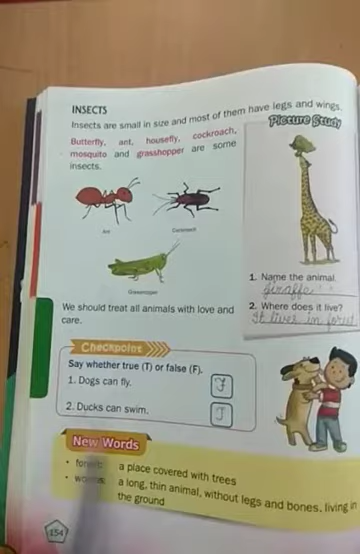 INSECTS
Insects are small in size and most of them have legs and wings.
Butterfly, ant, housefly, cockroach,
mosquito and grasshopper are some
insects.
Picture Study
Ant
Cockroach
Grasshopper
1. Name the animal.
giraffe
2. Where does it live?
It lives in forest
We should treat all animals with love and
care.
Checkpoint
Say whether true (T) or false (F).
1. Dogs can fly. F
2. Ducks can swim. T
New Words
• a place covered with trees
• a long, thin animal, without legs and bones, living in
the ground
154